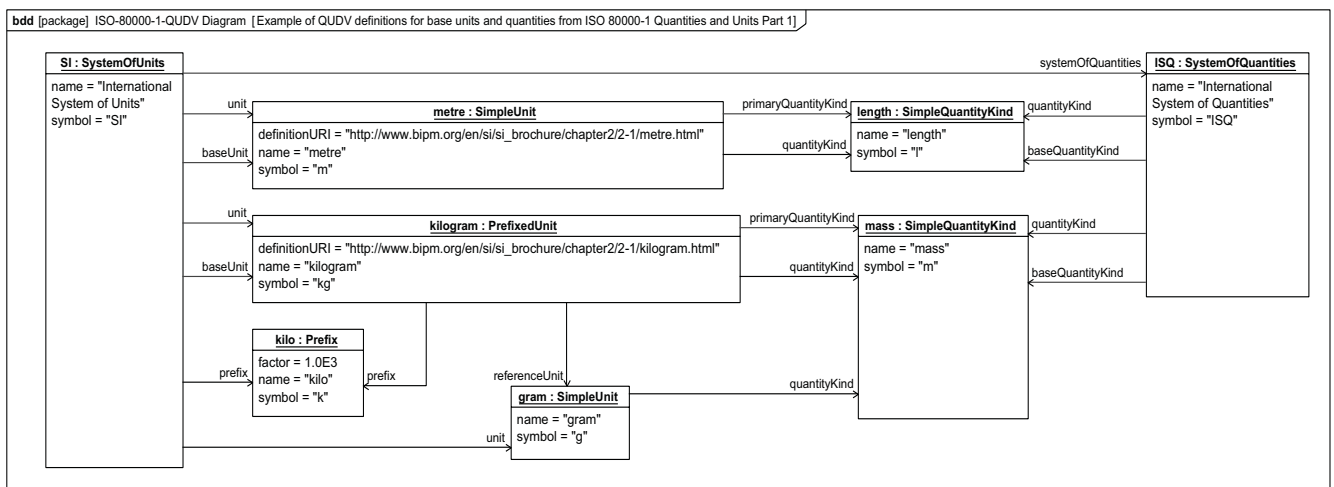 bdd [package] ISO-80000-1-QUDV Diagram [Example of QUDV definitions for base units and quantities from ISO 80000-1 Quantities and Units Part 1]
SI : SystemOfUnits
name = "International
System of Units"
symbol = "SI"
systemOfQuantities
ISQ : SystemOfQuantities
name = "International
System of Quantities"
symbol = "ISQ"
unit
baseUnit
metre : SimpleUnit
definitionURI = "http://www.bipm.org/en/si/si_brochure/chapter2/2-1/metre.html"
name = "metre"
symbol = "m"
primaryQuantityKind
quantityKind
length : SimpleQuantityKind
name = "length"
symbol = "l"
quantityKind
baseQuantityKind
unit
baseUnit
kilogram : PrefixedUnit
definitionURI = "http://www.bipm.org/en/si/si_brochure/chapter2/2-1/kilogram.html"
name = "kilogram"
symbol = "kg"
primaryQuantityKind
quantityKind
mass : SimpleQuantityKind
name = "mass"
symbol = "m"
quantityKind
baseQuantityKind
prefix
kilo : Prefix
factor = 1.0E3
name = "kilo"
symbol = "k"
prefix
referenceUnit
unit
gram : SimpleUnit
name = "gram"
symbol = "g"
quantityKind